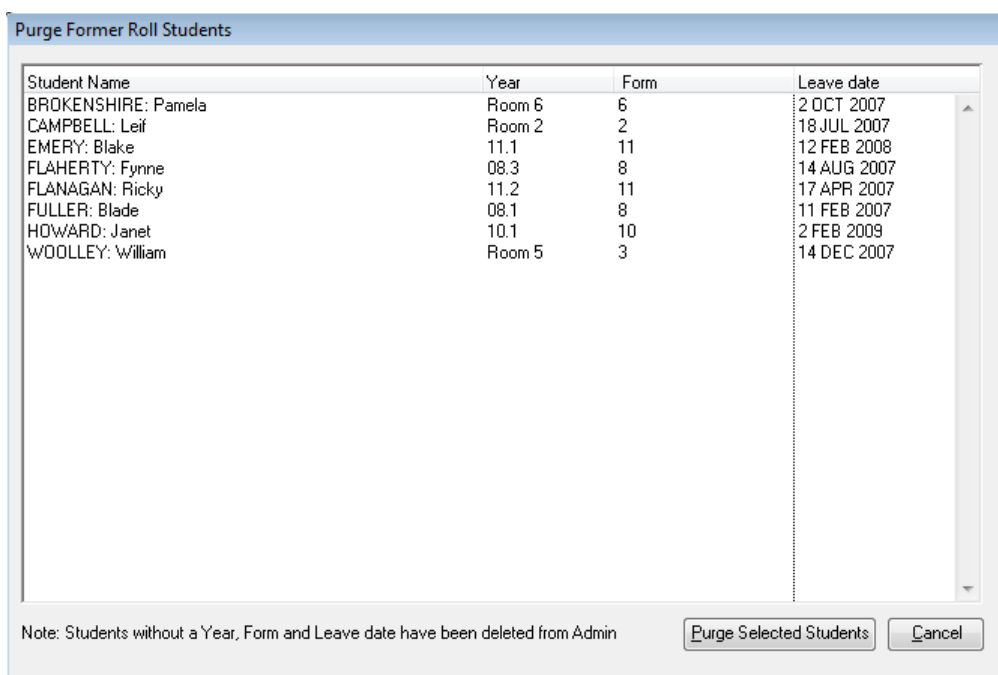 Purge Former Roll Students
Student Name Year Form Leave date
BROKENSHIRE: Pamela Room 6 6 2 OCT 2007
CAMPBELL: Leif Room 2 2 18 JUL 2007
EMERY: Blake 11.1 11 12 FEB 2008
FLAHERTY: Fynne 08.3 8 14 AUG 2007
FLANAGAN: Ricky 11.2 11 17 APR 2007
FULLER: Blade 08.1 8 11 FEB 2007
HOWARD: Janet 10.1 10 2 FEB 2009
WOOLLEY: William Room 5 3 14 DEC 2007
Note: Students without a Year, Form and Leave date have been deleted from Admin Purge Selected Students Cancel